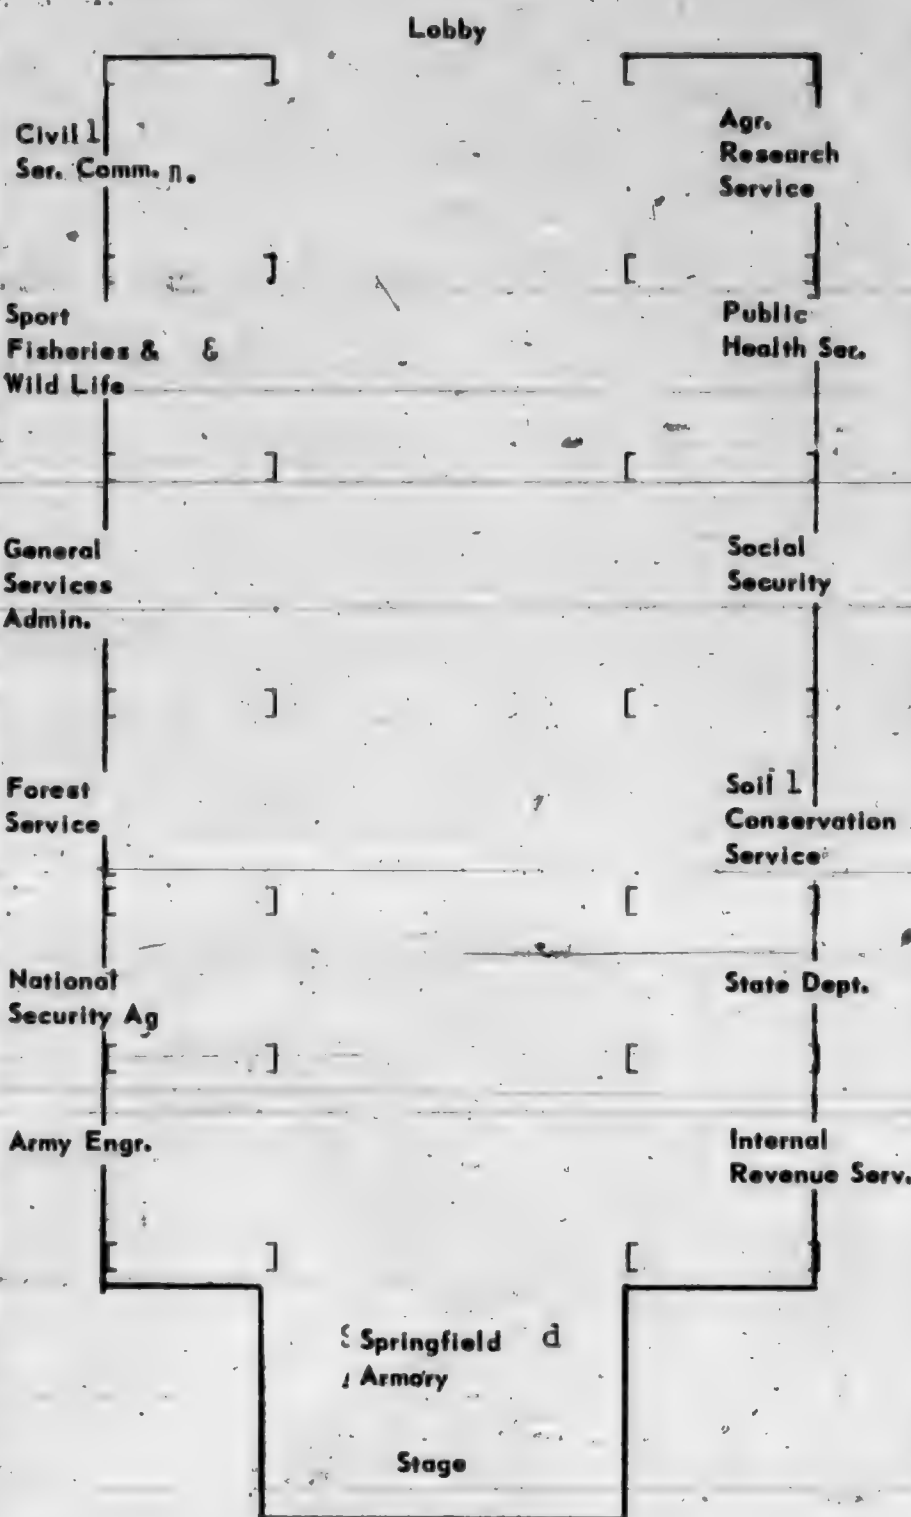 Lobby
Civil l
Ser. Comm. n.
Sport
Fisheries & &
Wild Life
General
Services
Admin.
Forest
Service
National
Security Ag
Army Engr.
Agr.
Research
Service
Public
Health Ser.
Social
Security
Soil l
Conservation
Service
State Dept.
Internal
Revenue Serv.
S Springfield d
Armory
Stage